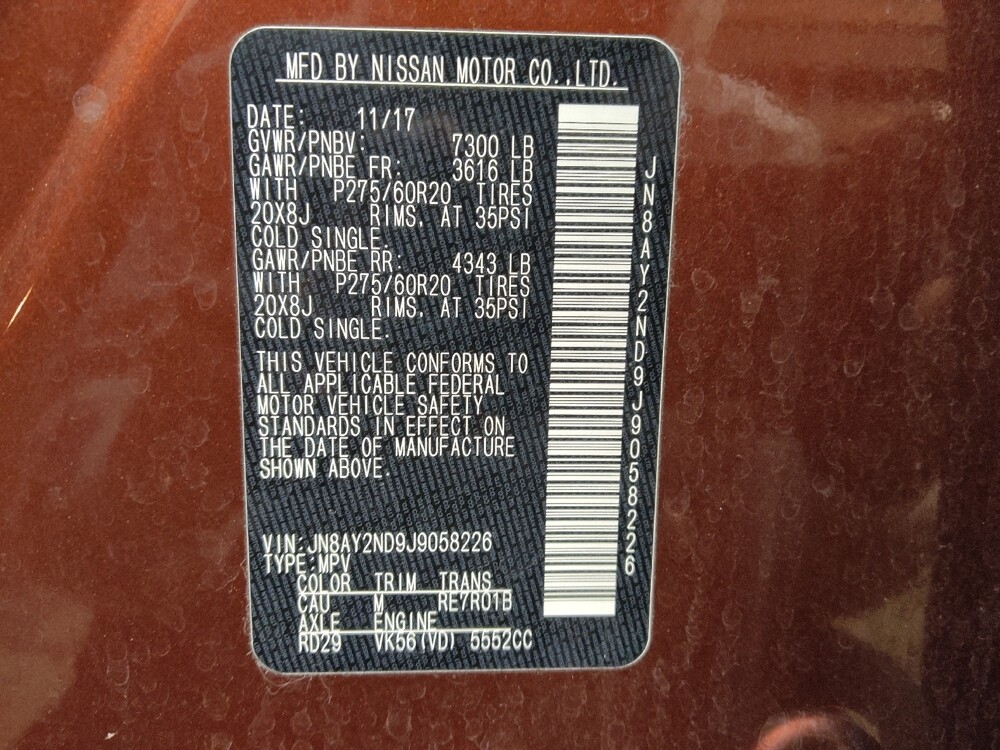 MFD BY NISSAN MOTOR CO.,LTD.
DATE: 11/17
GVWR/PNBV: 7300 LB
GAWR/PNBE FR: 3616 LB
WITH P275/60R20 TIRES
20X8J RIMS, AT 35PSI
COLD SINGLE.
GAWR/PNBE RR: 4343 LB
WITH P275/60R20 TIRES
20X8J RIMS, AT 35PSI
COLD SINGLE.
THIS VEHICLE CONFORMS TO
ALL APPLICABLE FEDERAL
MOTOR VEHICLE SAFETY
STANDARDS IN EFFECT ON
THE DATE OF MANUFACTURE
SHOWN ABOVE.
VIN:JN8AY2ND9J9058226
TYPE:MPV
COLOR TRIM TRANS
CAU M RE7R01B
AXLE ENGINE
RD29 VK56(VD) 5552CC
JN8AY2ND9J9058226